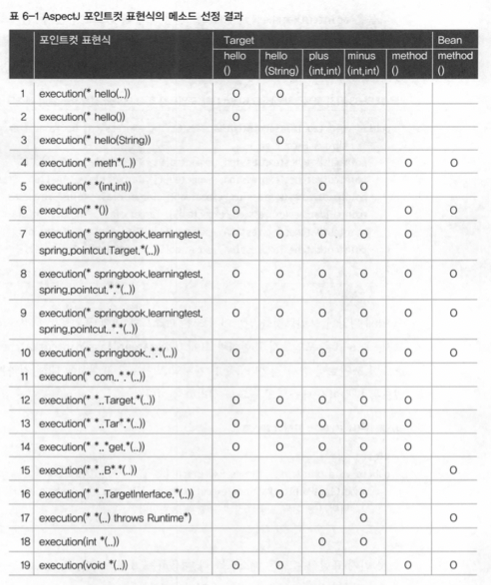 표 6-1 AspectJ 포인트컷 표현식의 메소드 선정 결과
포인트컷 표현식 Target Bean
hello hello plus minus method method
() (String) (int,int) (int,int) () ()
1 execution(* hello(..)) O O
2 execution(* hello()) O
3 execution(* hello(String)) O
4 execution(* meth*(..)) O O
5 execution(* *(int,int)) O O
6 execution(* *()) O O O
7 execution(* springbook.learningtest. O O O O O
spring.pointcut.Target.*(..))
8 execution(* springbook.learningtest. O O O O O O
spring.pointcut.*.*(..))
9 execution(* springbook.learningtest. O O O O O O
spring.pointcut..*.*(..))
10 execution(* springbook..*.*(..)) O O O O O O
11 execution(* com..*.*(..))
12 execution(* *..Target.*(..)) O O O O O
13 execution(* *..Tar*.*(..)) O O O O O
14 execution(* *..*get.*(..)) O O O O O
15 execution(* *..B*.*(..)) O
16 execution(* *..TargetInterface.*(..)) O O O O
17 execution(* *(..) throws Runtime*) O O
18 execution(int *(..)) O O
19 execution(void *(..)) O O O O